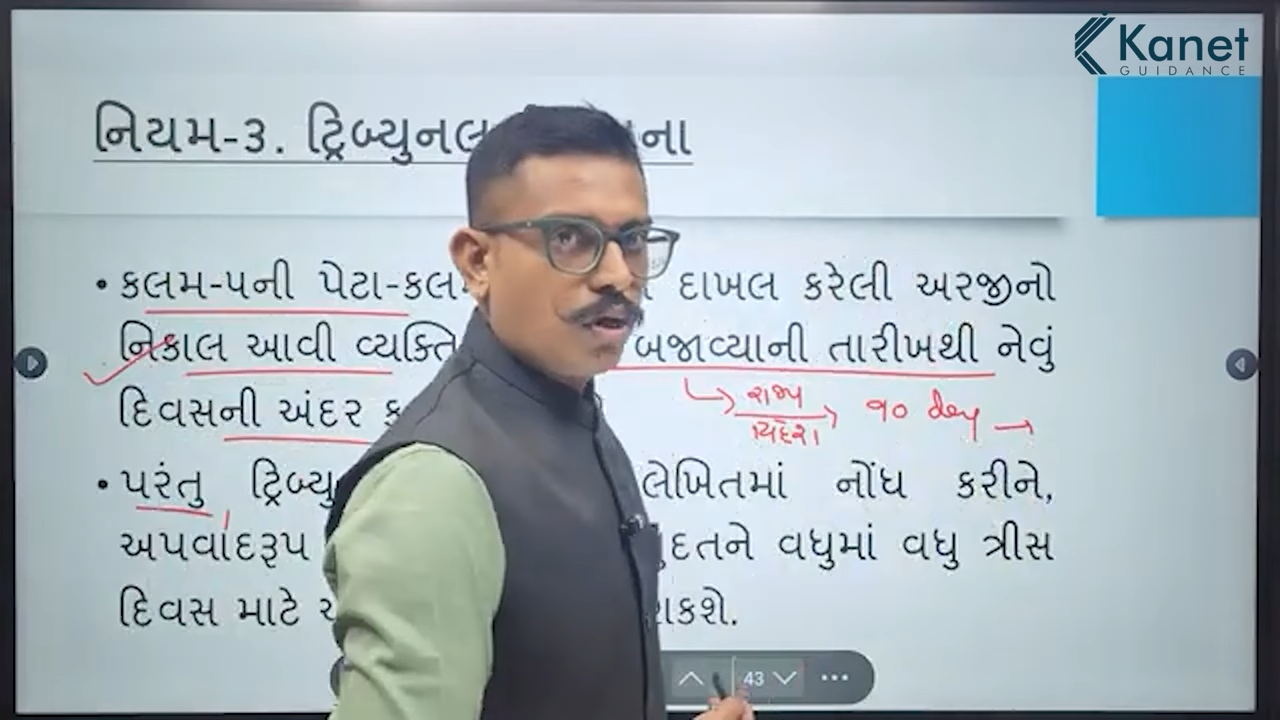 Kanet
GUIDANCE
નિયમ-૩. ટ્રિબ્યુનલ ના
• કલમ-૫ની પેટા-કલમ દાખલ કરેલી અરજીનો
નિકાલ આવી વ્યક્તિ બજાવ્યાની તારીખથી નેવું
દિવસની અંદર
રાજ્ય
વિદેશ
૯૦ day
• પરંતુ લેખિતમાં નોંધ કરીને,
અપવાદરૂપ મુદતને વધુમાં વધુ ત્રીસ
દિવસ માટે શકશે.
43